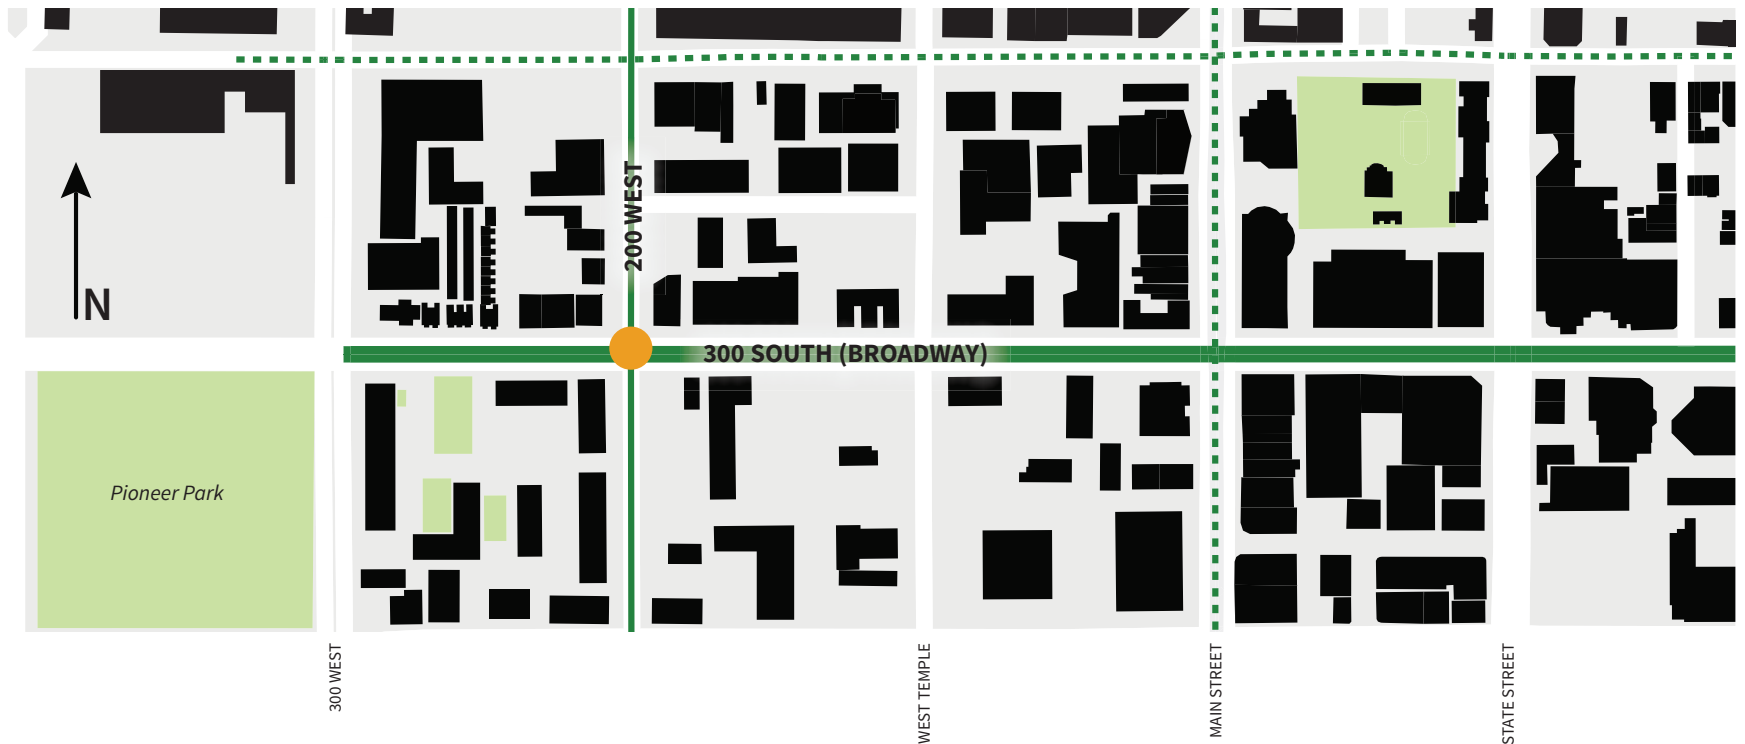 200 WEST
N
300 SOUTH (BROADWAY)
Pioneer Park
300 WEST
WEST TEMPLE
MAIN STREET
STATE STREET